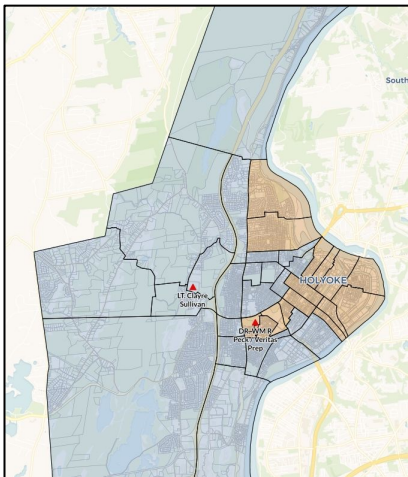 South
HOLYOKE
LT. Clayre
Sullivan
DR. WM R
Peck / Veritas
Prep